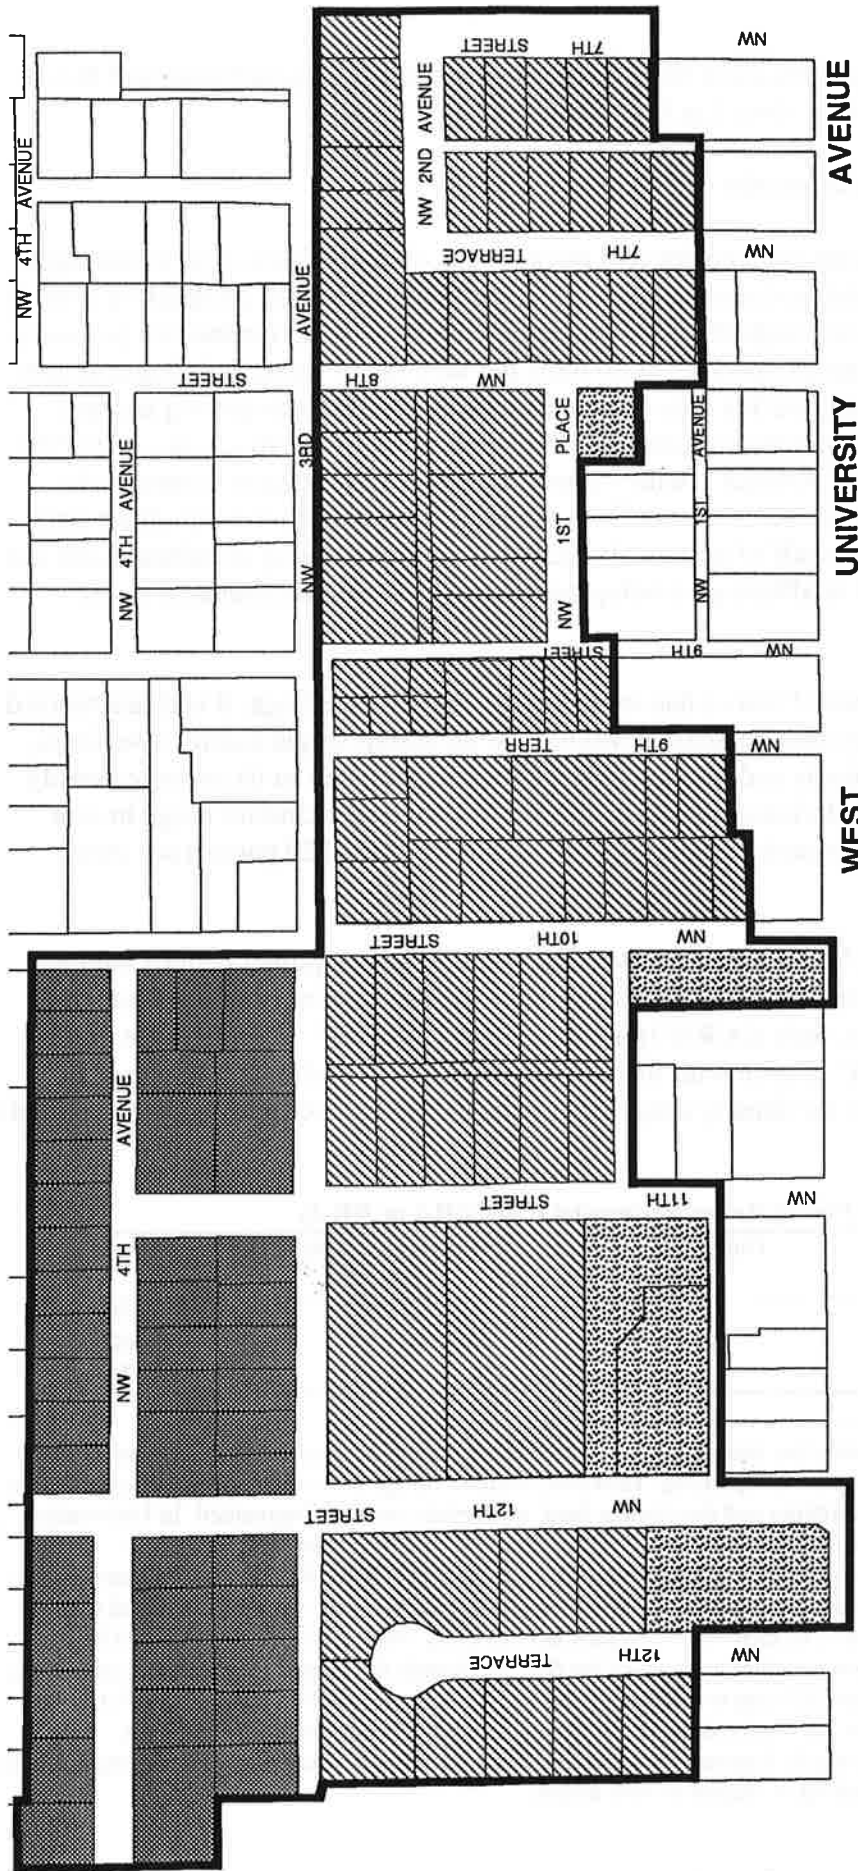 NW 4TH AVENUE
NW 4TH AVENUE
NW 4TH AVENUE
NW 3RD AVENUE
NW 2ND AVENUE
NW 1ST PLACE
NW 1ST AVENUE
WEST UNIVERSITY AVENUE
NW 7TH STREET
NW 7TH TERRACE
NW 8TH STREET
NW 9TH STREET
NW 9TH TERR
NW 10TH STREET
NW 11TH STREET
NW 12TH STREET
NW 12TH TERRACE